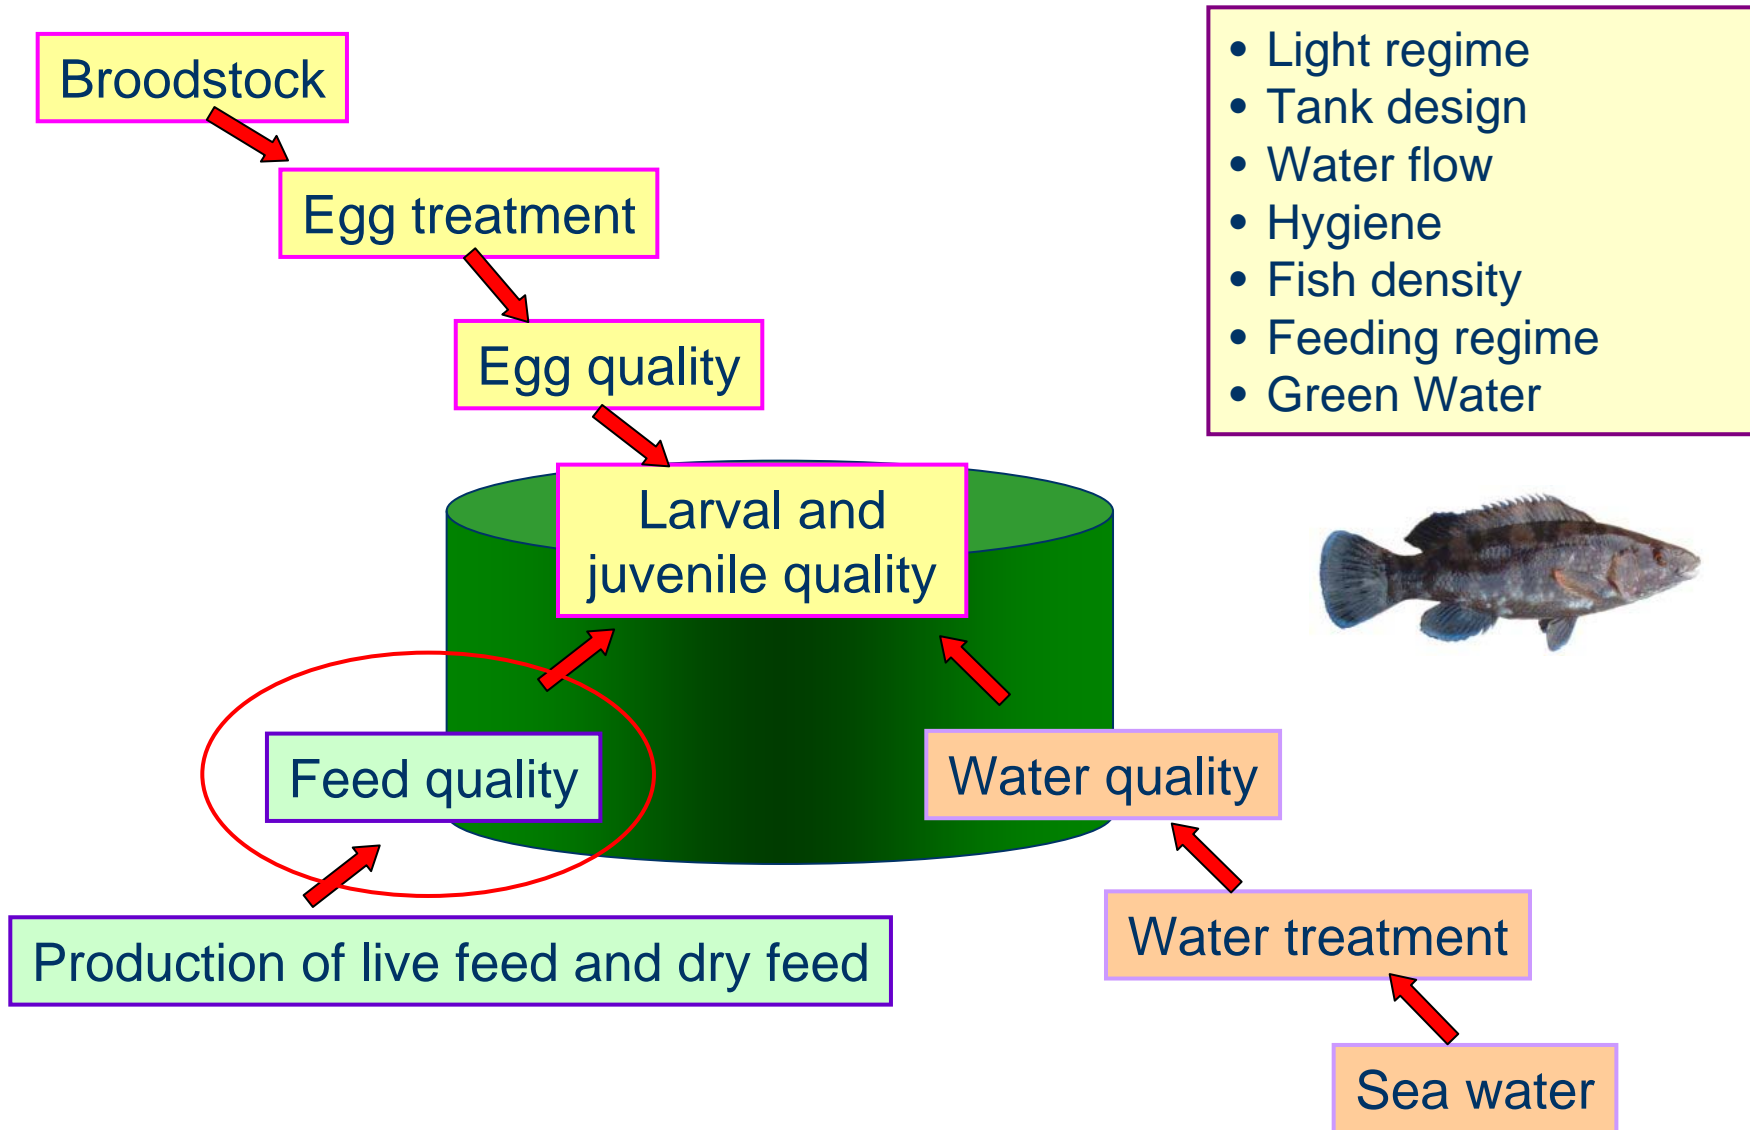 Broodstock
Egg treatment
Egg quality
Larval and
juvenile quality
Feed quality
Production of live feed and dry feed
Water quality
Water treatment
Sea water
• Light regime
• Tank design
• Water flow
• Hygiene
• Fish density
• Feeding regime
• Green Water